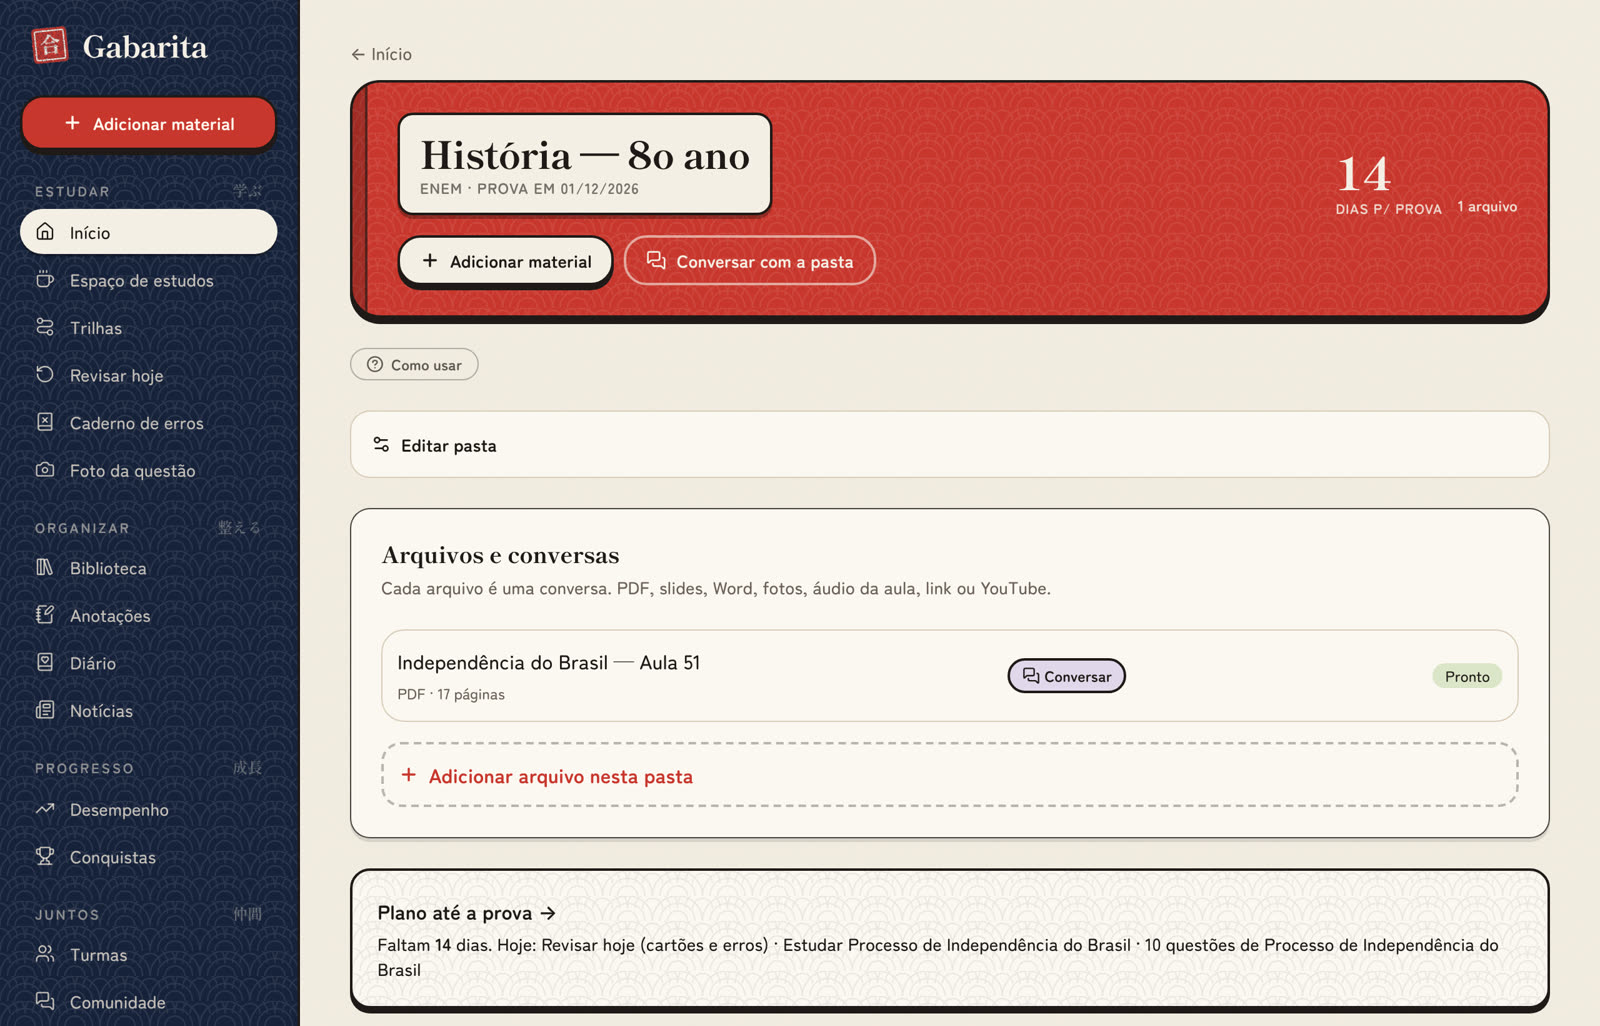 合 Gabarita
+ Adicionar material
ESTUDAR 学ぶ
Início
Espaço de estudos
Trilhas
Revisar hoje
Caderno de erros
Foto da questão
ORGANIZAR 整える
Biblioteca
Anotações
Diário
Notícias
PROGRESSO 成長
Desempenho
Conquistas
JUNTOS 仲間
Turmas
Comunidade
← Início
História — 8o ano
ENEM · PROVA EM 01/12/2026
14
DIAS P/ PROVA 1 arquivo
+ Adicionar material
Conversar com a pasta
Como usar
Editar pasta
Arquivos e conversas
Cada arquivo é uma conversa. PDF, slides, Word, fotos, áudio da aula, link ou YouTube.
Independência do Brasil — Aula 51
PDF · 17 páginas
Conversar
Pronto
+ Adicionar arquivo nesta pasta
Plano até a prova →
Faltam 14 dias. Hoje: Revisar hoje (cartões e erros) · Estudar Processo de Independência do Brasil · 10 questões de Processo de Independência do
Brasil